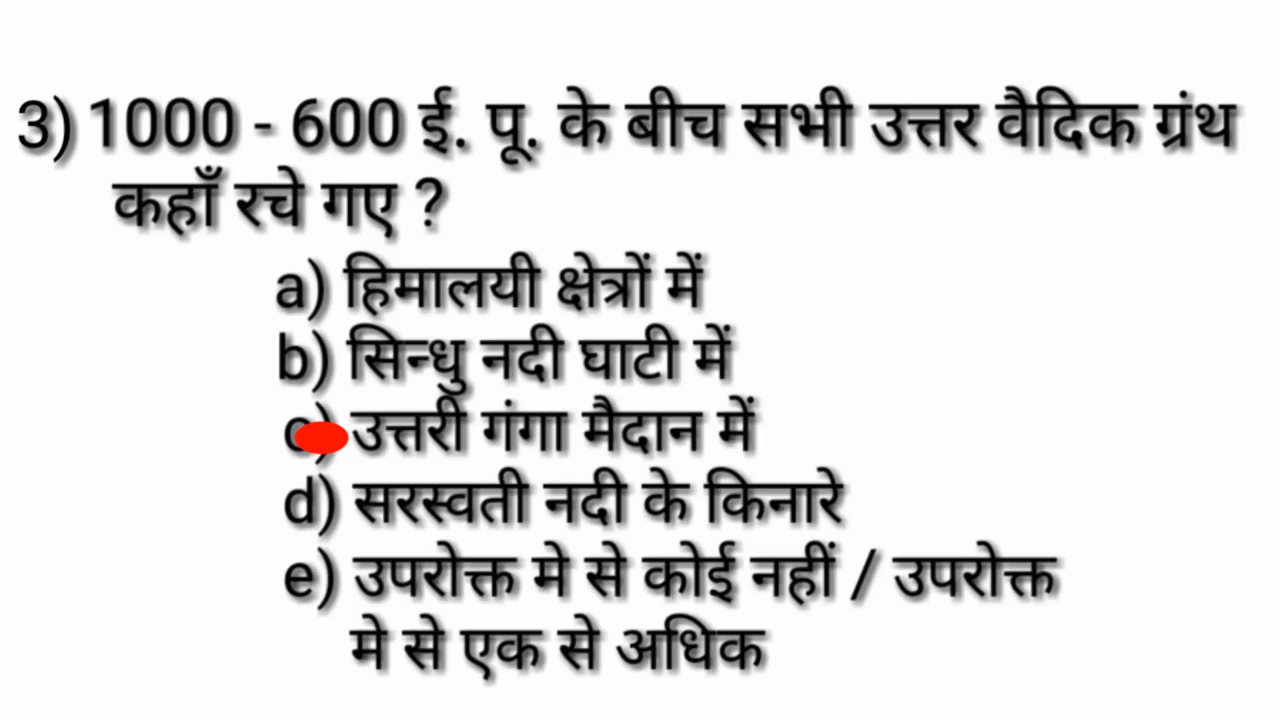 3) 1000 - 600 ई. पू. के बीच सभी उत्तर वैदिक ग्रंथ
कहाँ रचे गए ?
a) हिमालयी क्षेत्रों में
b) सिन्धु नदी घाटी में
c) उत्तरी गंगा मैदान में
d) सरस्वती नदी के किनारे
e) उपरोक्त मे से कोई नहीं / उपरोक्त
मे से एक से अधिक